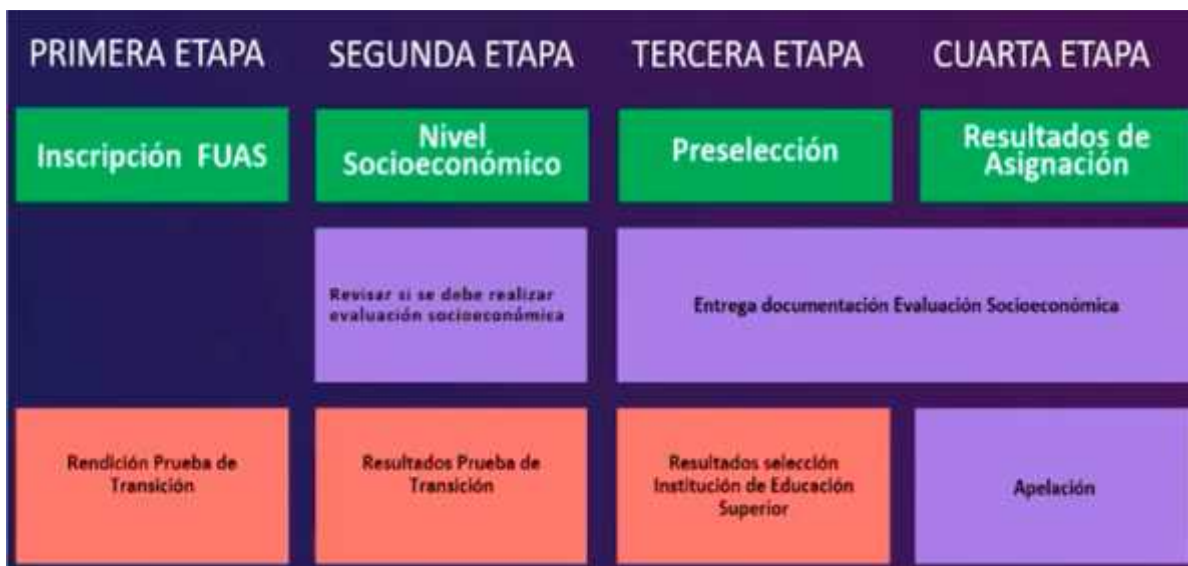 PRIMERA ETAPA
SEGUNDA ETAPA
TERCERA ETAPA
CUARTA ETAPA
Inscripción FUAS
Nivel
Socioeconómico
Preselección
Resultados de
Asignación
Revisar si se debe realizar
evaluación socioeconómica
Entrega documentación Evaluación Socioeconómica
Rendición Prueba de
Transición
Resultados Prueba de
Transición
Resultados selección
Institución de Educación
Superior
Apelación